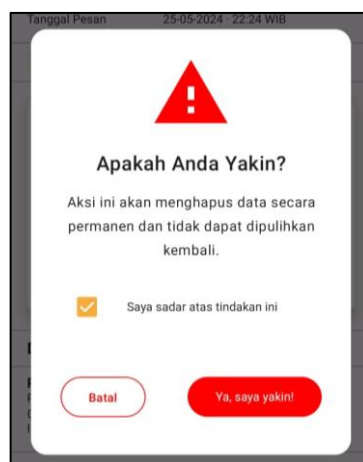 Tanggal Pesan 25-05-2024 · 22:24 WIB
Apakah Anda Yakin?
Aksi ini akan menghapus data secara
permanen dan tidak dapat dipulihkan
kembali.
Saya sadar atas tindakan ini
Batal Ya, saya yakin!